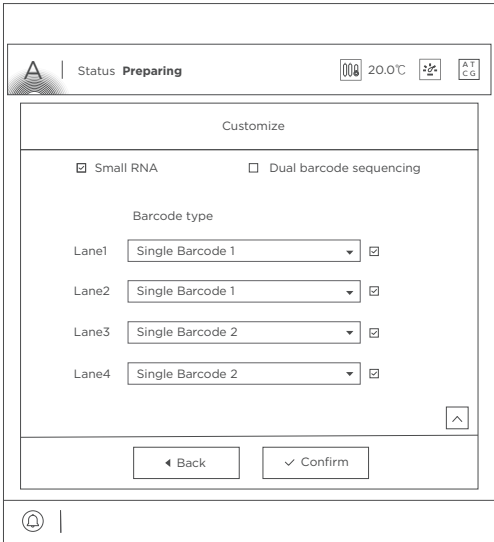 A Status Preparing 20.0℃ A T
C G
Customize
Small RNA Dual barcode sequencing
Barcode type
Lane1 Single Barcode 1
Lane2 Single Barcode 1
Lane3 Single Barcode 2
Lane4 Single Barcode 2
Back Confirm